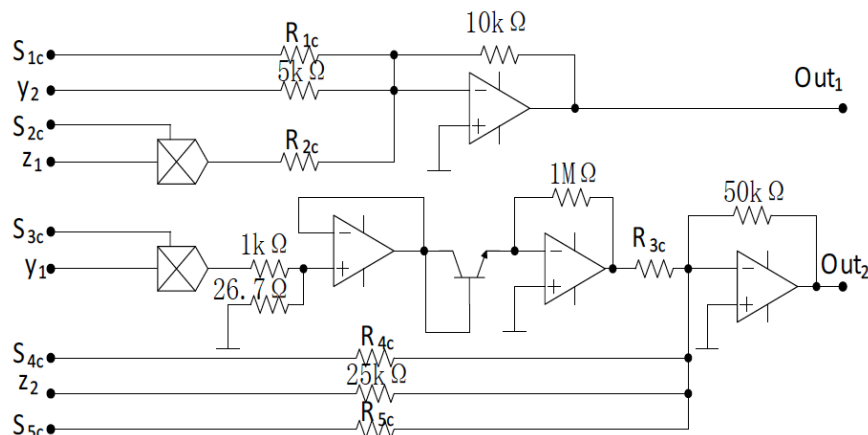 S1c R1c 10kΩ
y2 5kΩ Out1
S2c
z1 R2c
S3c 1MΩ 50kΩ
y1 1kΩ R3c
26.7Ω Out2
S4c R4c
z2 25kΩ
S5c R5c